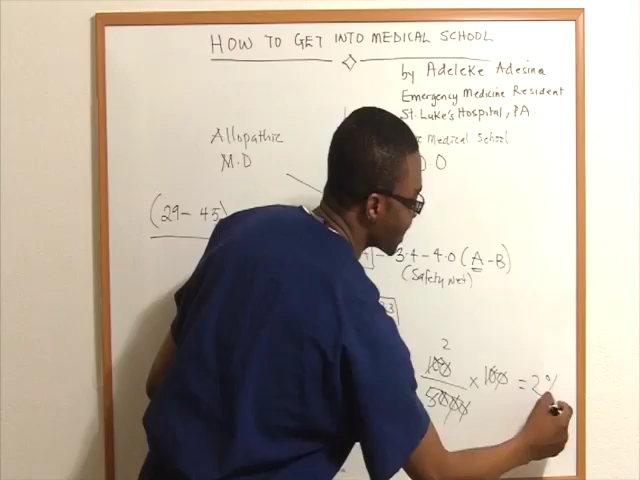 HOW TO GET INTO MEDICAL SCHOOL
by Adeleke Adesina
Emergency Medicine Resident
St. Luke's Hospital, PA.
Allopathic
Medical School
M.D
D.O
(29 - 45)
- 3.4 - 4.0 (A - B)
(Safety net)
2
100
5000
x 100 = 2%